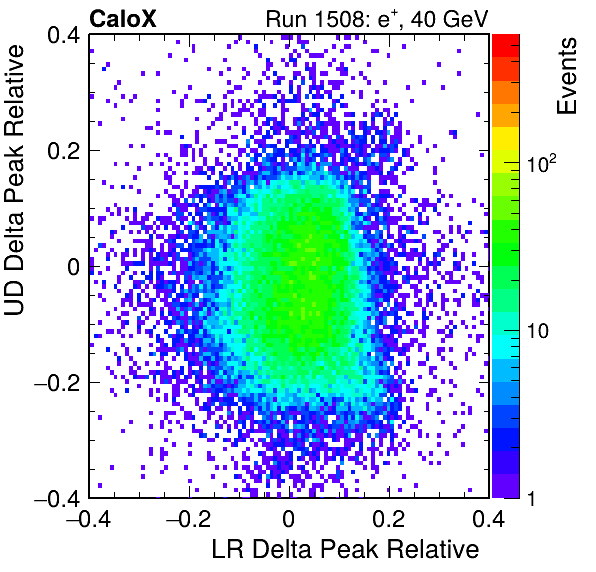 CaloX Run 1508: e+, 40 GeV
Events
UD Delta Peak Relative
0.4
0.2
0
−0.2
−0.4
10²
10
1
−0.4 −0.2 0 0.2 0.4
LR Delta Peak Relative